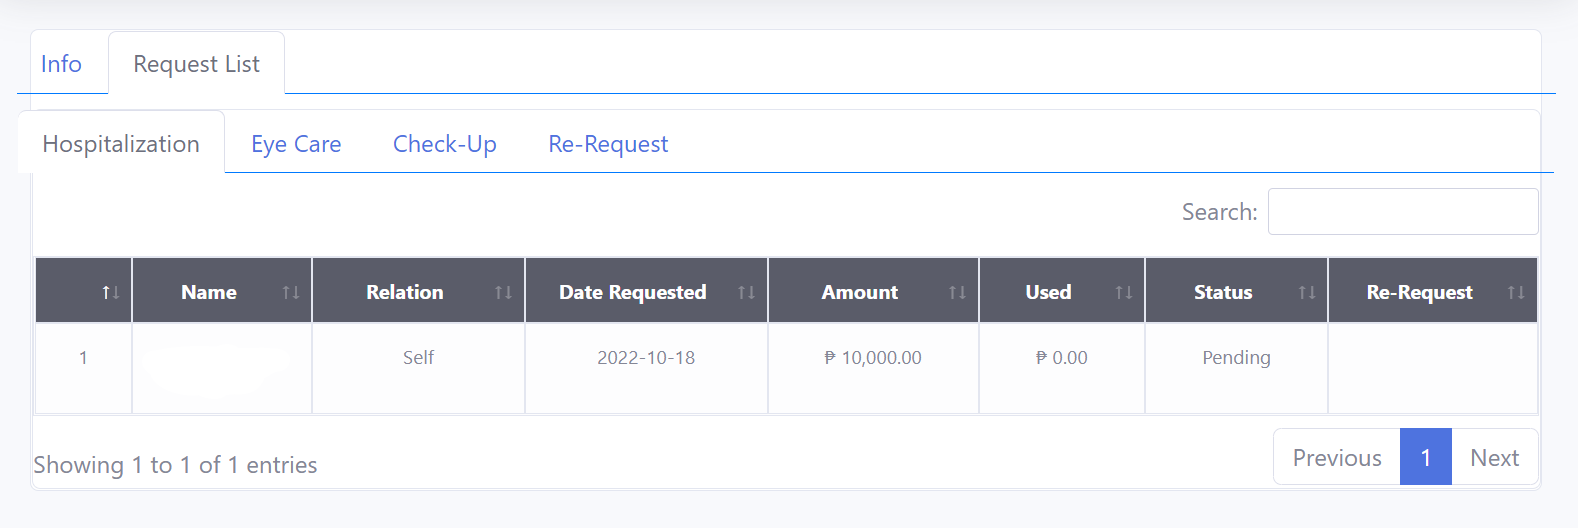 Info Request List
Hospitalization Eye Care Check-Up Re-Request
Search:
Name Relation Date Requested Amount Used Status Re-Request
1 Self 2022-10-18 ₱ 10,000.00 ₱ 0.00 Pending
Showing 1 to 1 of 1 entries Previous 1 Next